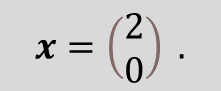 x = (2
0) .